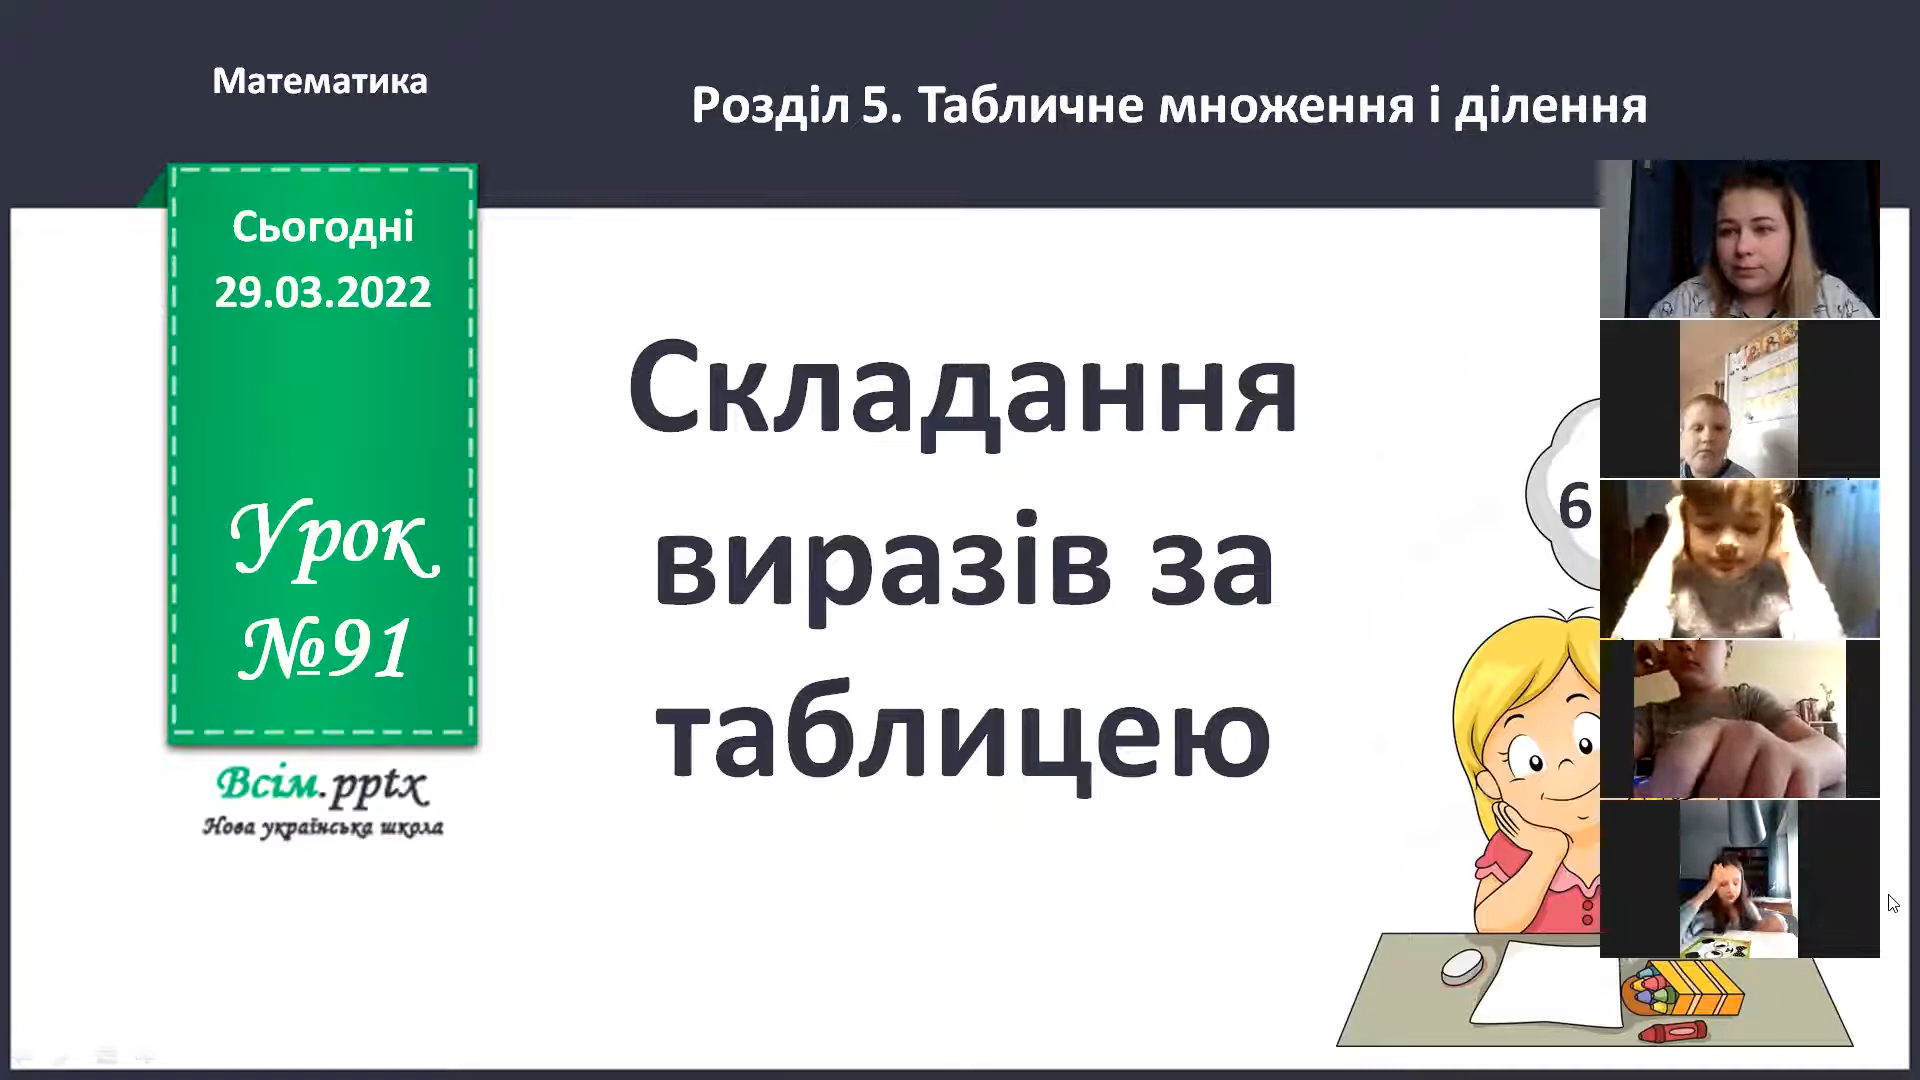 Математика
Розділ 5. Табличне множення і ділення
Сьогодні
29.03.2022
Урок
№91
Всім.pptx
Нова українська школа
Складання
виразів за
таблицею
6